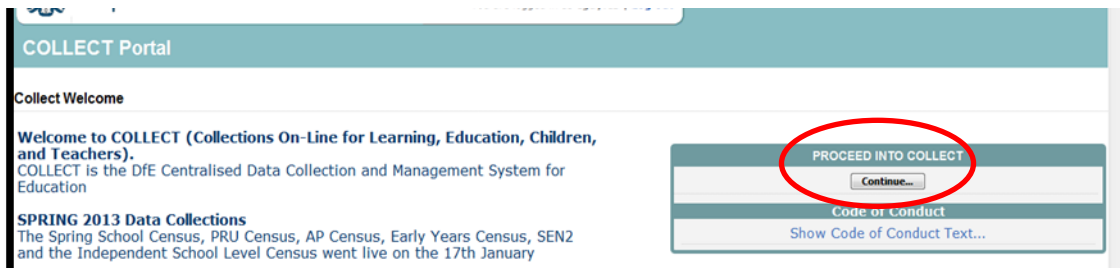 COLLECT Portal
Collect Welcome
Welcome to COLLECT (Collections On-Line for Learning, Education, Children,
and Teachers).
COLLECT is the DfE Centralised Data Collection and Management System for
Education
SPRING 2013 Data Collections
The Spring School Census, PRU Census, AP Census, Early Years Census, SEN2
and the Independent School Level Census went live on the 17th January
PROCEED INTO COLLECT
Continue...
Code of Conduct
Show Code of Conduct Text...